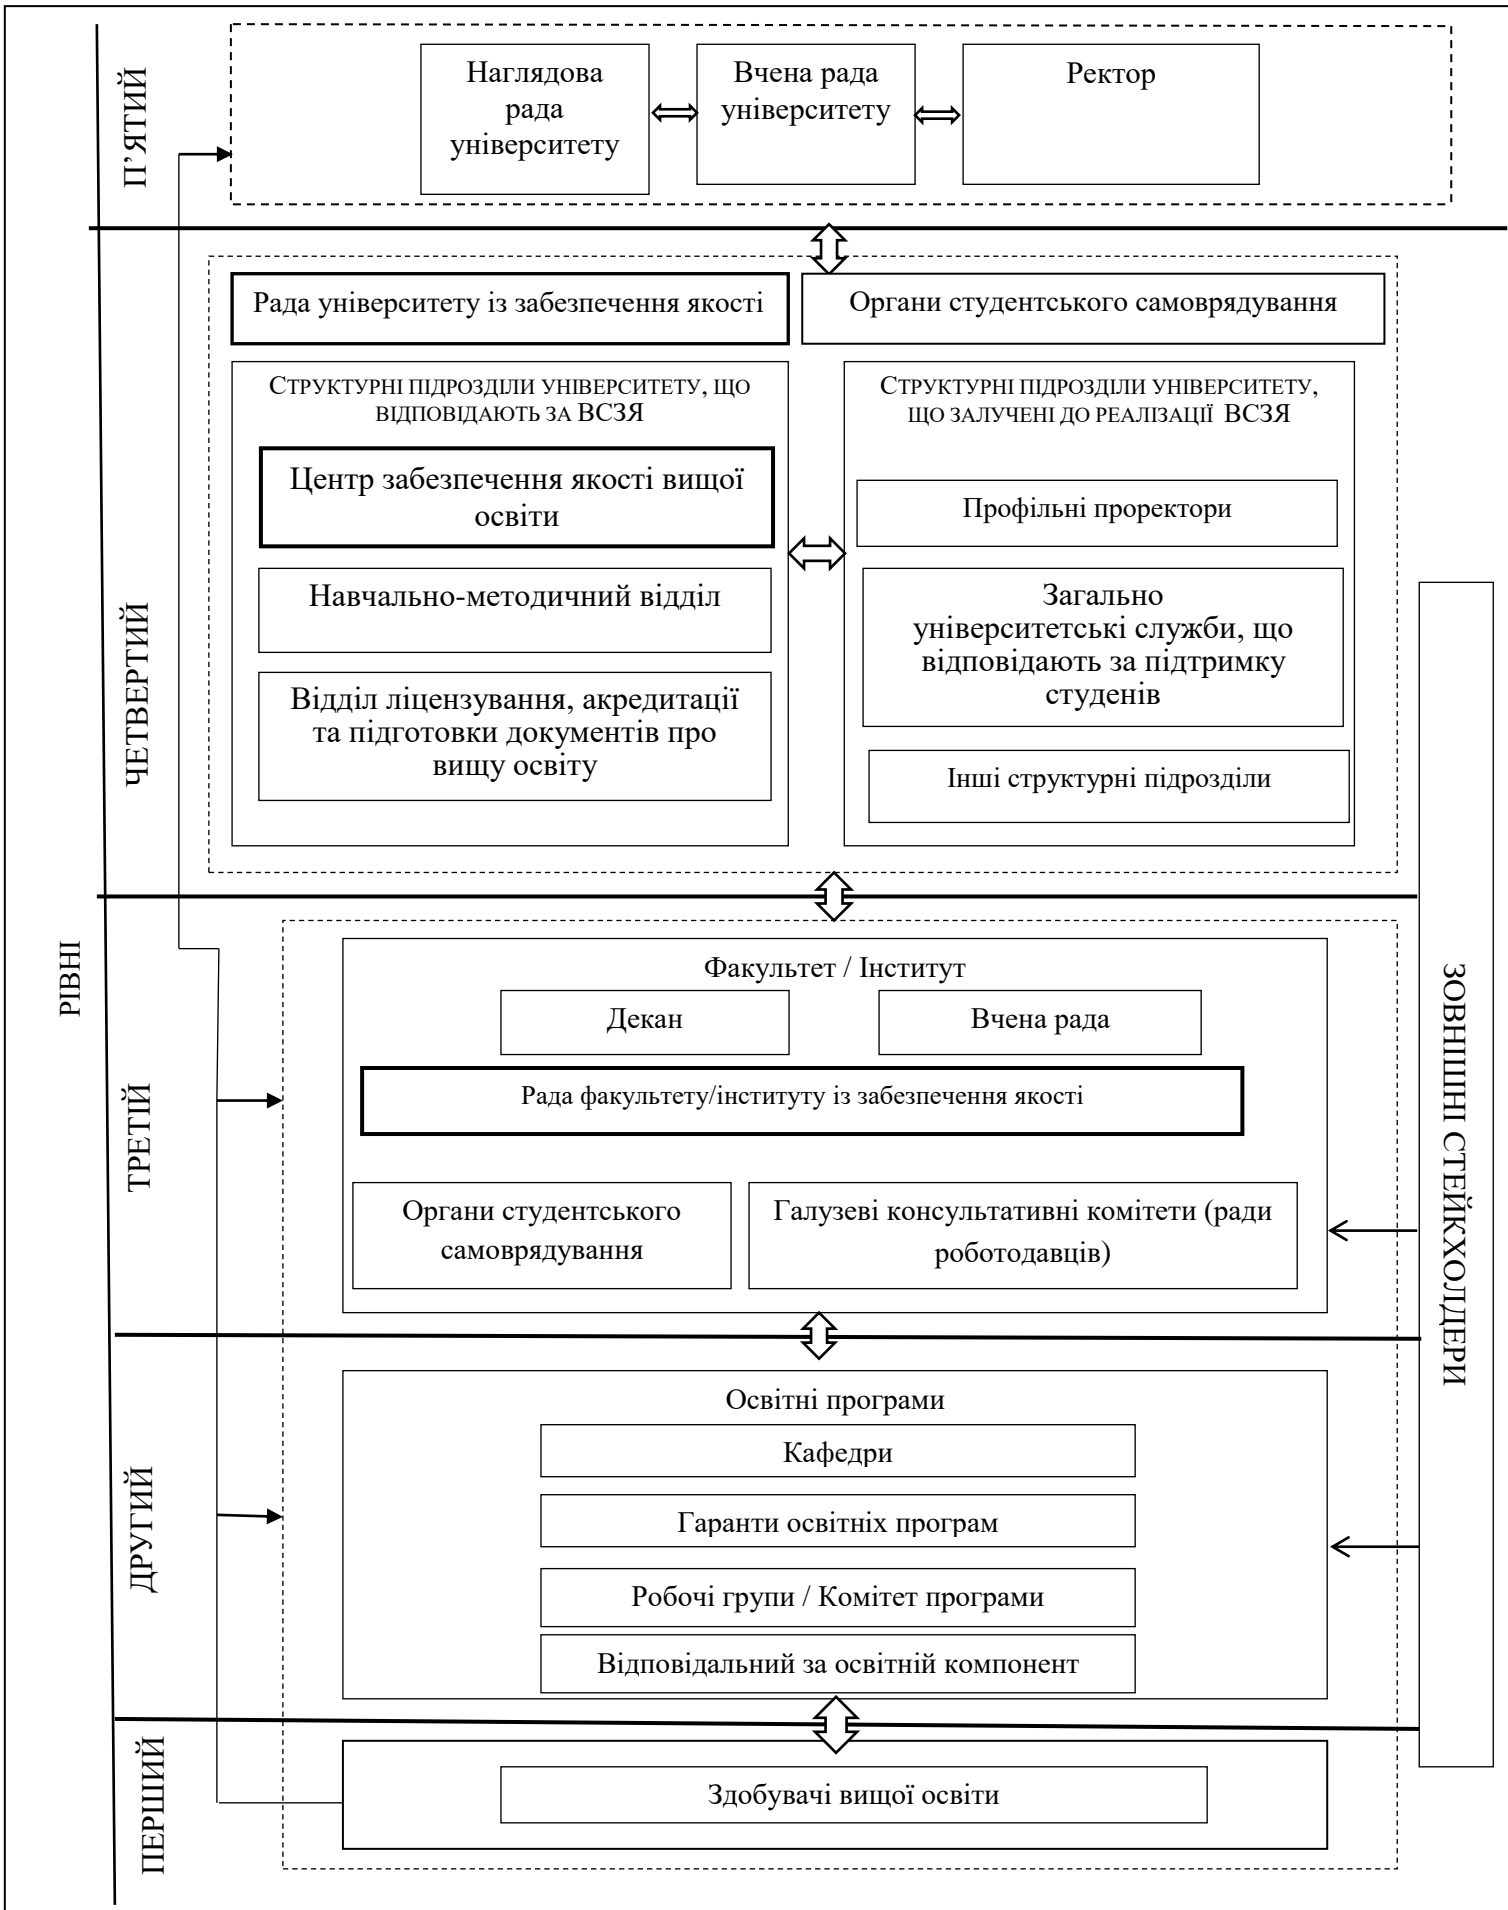 П’ЯТИЙ
Наглядова
рада
університету
Вчена рада
університету
Ректор
ЧЕТВЕРТИЙ
Рада університету із забезпечення якості
Органи студентського самоврядування
СТРУКТУРНІ ПІДРОЗДІЛИ УНІВЕРСИТЕТУ, ЩО
ВІДПОВІДАЮТЬ ЗА ВСЗЯ
Центр забезпечення якості вищої
освіти
Навчально-методичний відділ
Відділ ліцензування, акредитації
та підготовки документів про
вищу освіту
СТРУКТУРНІ ПІДРОЗДІЛИ УНІВЕРСИТЕТУ,
ЩО ЗАЛУЧЕНІ ДО РЕАЛІЗАЦІЇ ВСЗЯ
Профільні проректори
Загально
університетські служби, що
відповідають за підтримку
студенів
Інші структурні підрозділи
РІВНІ
ТРЕТІЙ
Факультет / Інститут
Декан
Вчена рада
Рада факультету/інституту із забезпечення якості
Органи студентського
самоврядування
Галузеві консультативні комітети (ради
роботодавців)
ЗОВНІШНІ СТЕЙКХОЛДЕРИ
ДРУГИЙ
Освітні програми
Кафедри
Гаранти освітніх програм
Робочі групи / Комітет програми
Відповідальний за освітній компонент
ПЕРШИЙ
Здобувачі вищої освіти